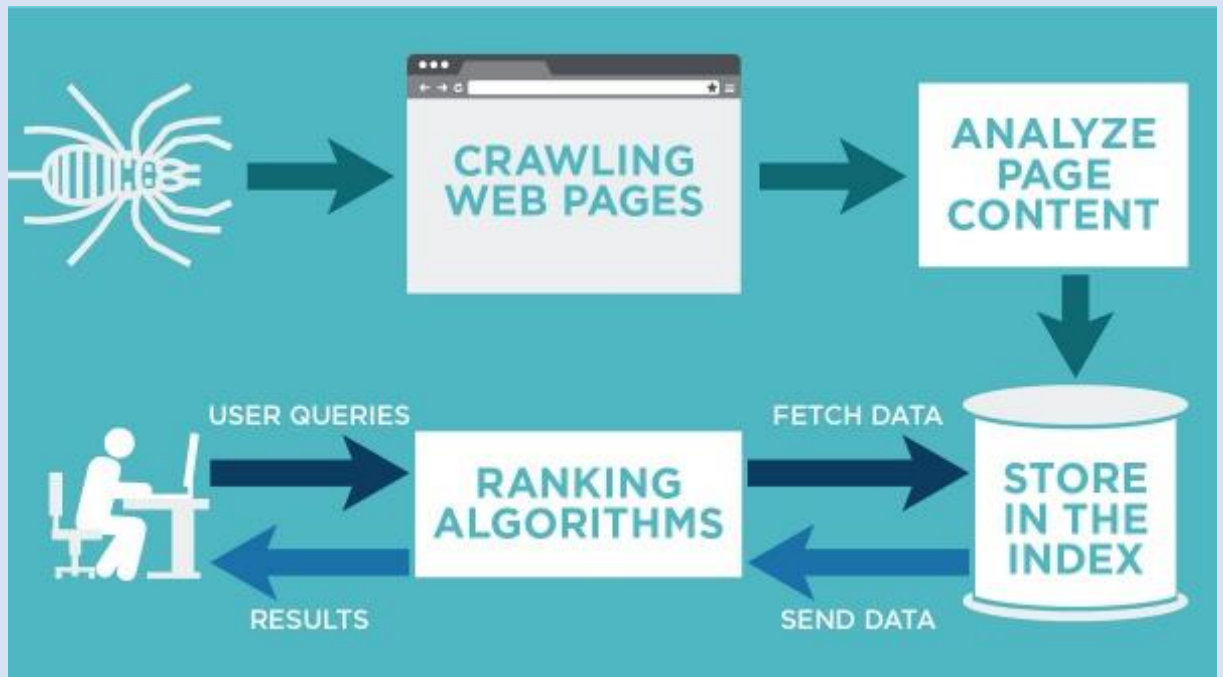 CRAWLING
WEB PAGES
ANALYZE
PAGE
CONTENT
USER QUERIES
FETCH DATA
RANKING
ALGORITHMS
STORE
IN THE
INDEX
RESULTS
SEND DATA